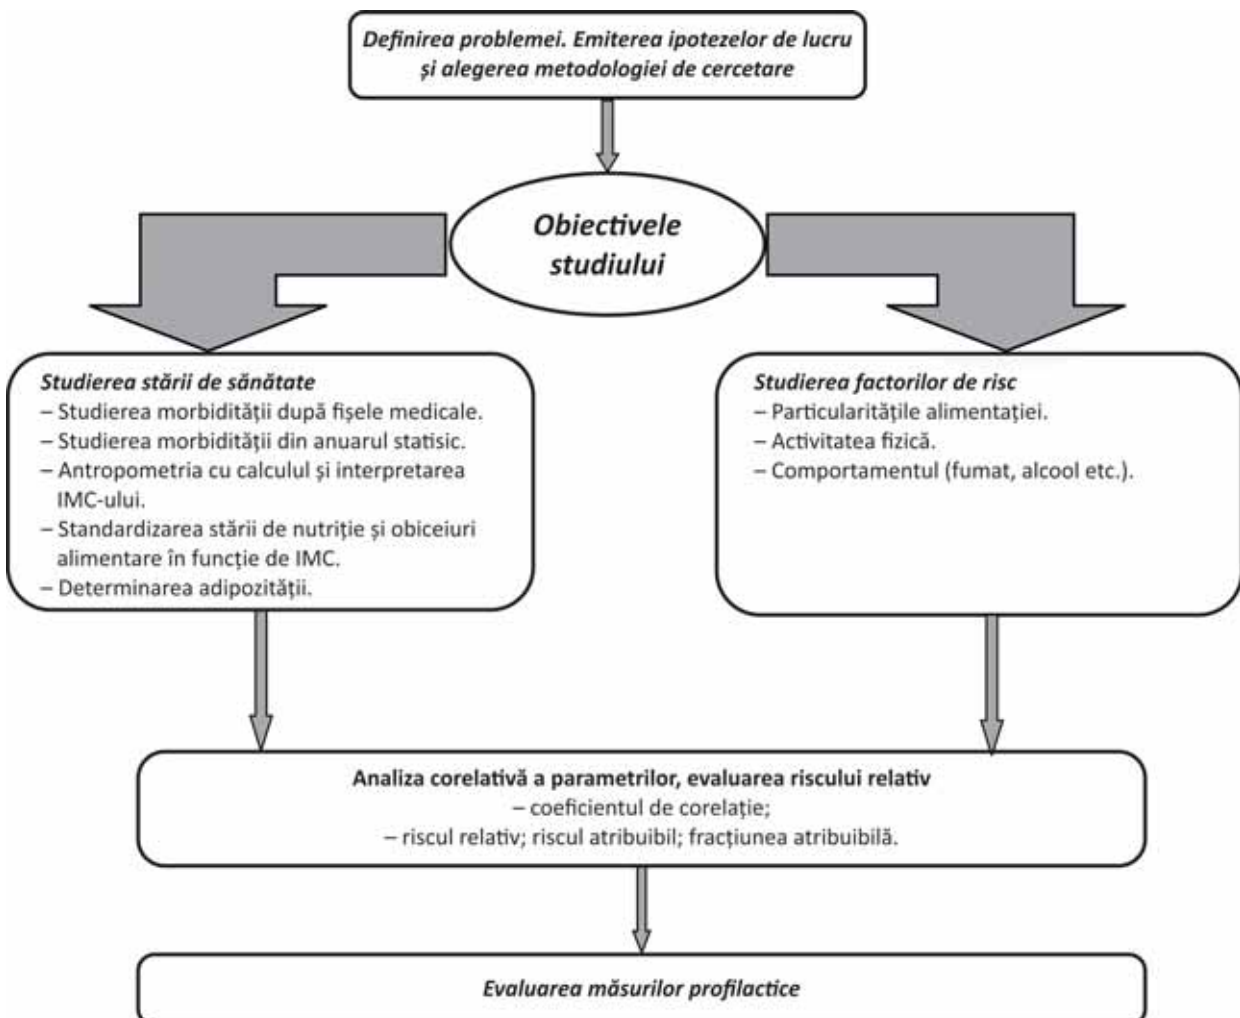 Definirea problemei. Emiterea ipotezelor de lucru
și alegerea metodologiei de cercetare
Obiectivele
studiului
Studierea stării de sănătate
– Studierea morbidității după fișele medicale.
– Studierea morbidității din anuarul statisic.
– Antropometria cu calculul și interpretarea
IMC-ului.
– Standardizarea stării de nutriție și obiceiuri
alimentare în funcție de IMC.
– Determinarea adipozității.
Studierea factorilor de risc
– Particularitățile alimentației.
– Activitatea fizică.
– Comportamentul (fumat, alcool etc.).
Analiza corelativă a parametrilor, evaluarea riscului relativ
– coeficientul de corelație;
– riscul relativ; riscul atribuibil; fracțiunea atribuibilă.
Evaluarea măsurilor profilactice